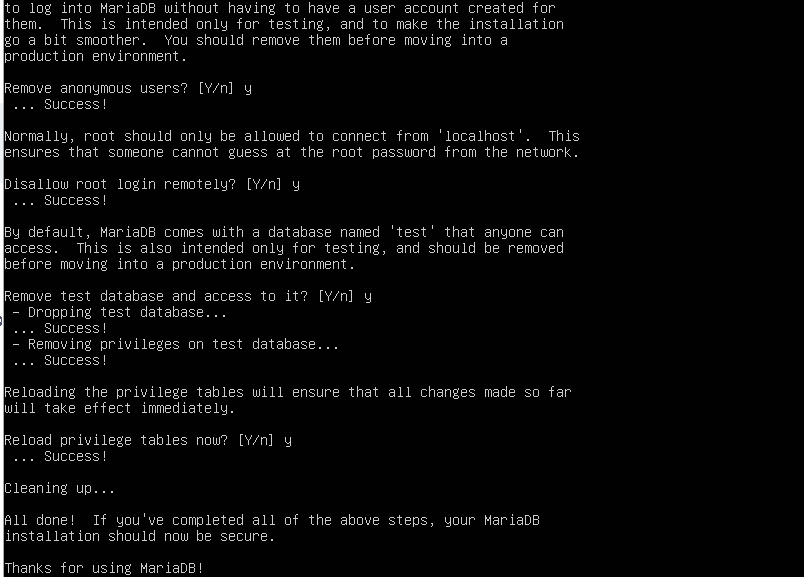 to log into MariaDB without having to have a user account created for
them.  This is intended only for testing, and to make the installation
go a bit smoother.  You should remove them before moving into a
production environment.
Remove anonymous users? [Y/n] y
 ... Success!
Normally, root should only be allowed to connect from 'localhost'.  This
ensures that someone cannot guess at the root password from the network.
Disallow root login remotely? [Y/n] y
 ... Success!
By default, MariaDB comes with a database named 'test' that anyone can
access.  This is also intended only for testing, and should be removed
before moving into a production environment.
Remove test database and access to it? [Y/n] y
 - Dropping test database...
 ... Success!
 - Removing privileges on test database...
 ... Success!
Reloading the privilege tables will ensure that all changes made so far
will take effect immediately.
Reload privilege tables now? [Y/n] y
 ... Success!
Cleaning up...
All done!  If you've completed all of the above steps, your MariaDB
installation should now be secure.
Thanks for using MariaDB!